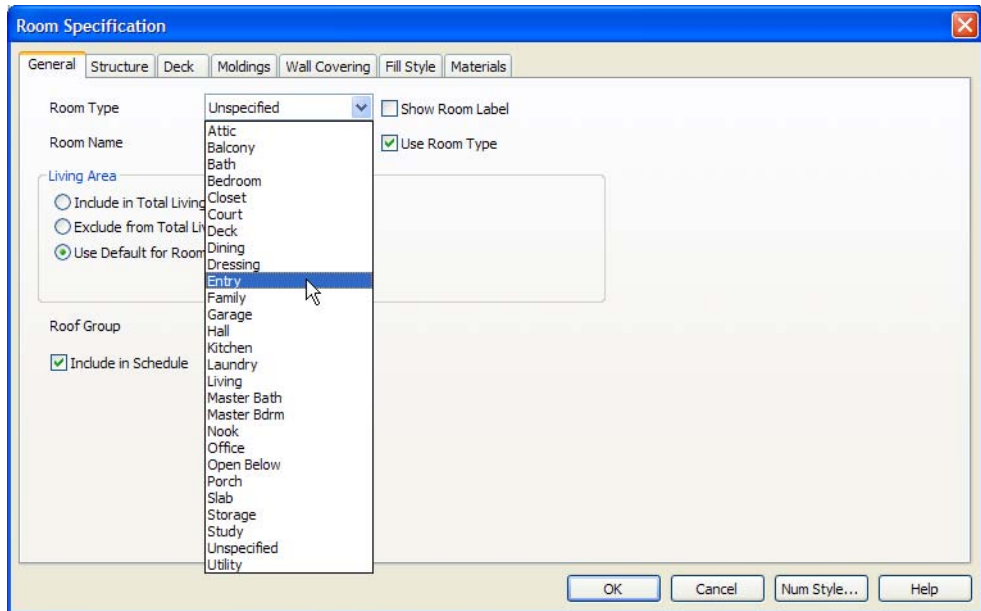 Room Specification
General Structure Deck Moldings Wall Covering Fill Style Materials
Room Type Unspecified Show Room Label
Room Name Use Room Type
Living Area
Include in Total Living
Exclude from Total Liv
Use Default for Room
Attic
Balcony
Bath
Bedroom
Closet
Court
Deck
Dining
Dressing
Entry
Family
Garage
Hall
Kitchen
Laundry
Living
Master Bath
Master Bdrm
Nook
Office
Open Below
Porch
Slab
Storage
Study
Unspecified
Utility
Roof Group
Include in Schedule
OK Cancel Num Style... Help